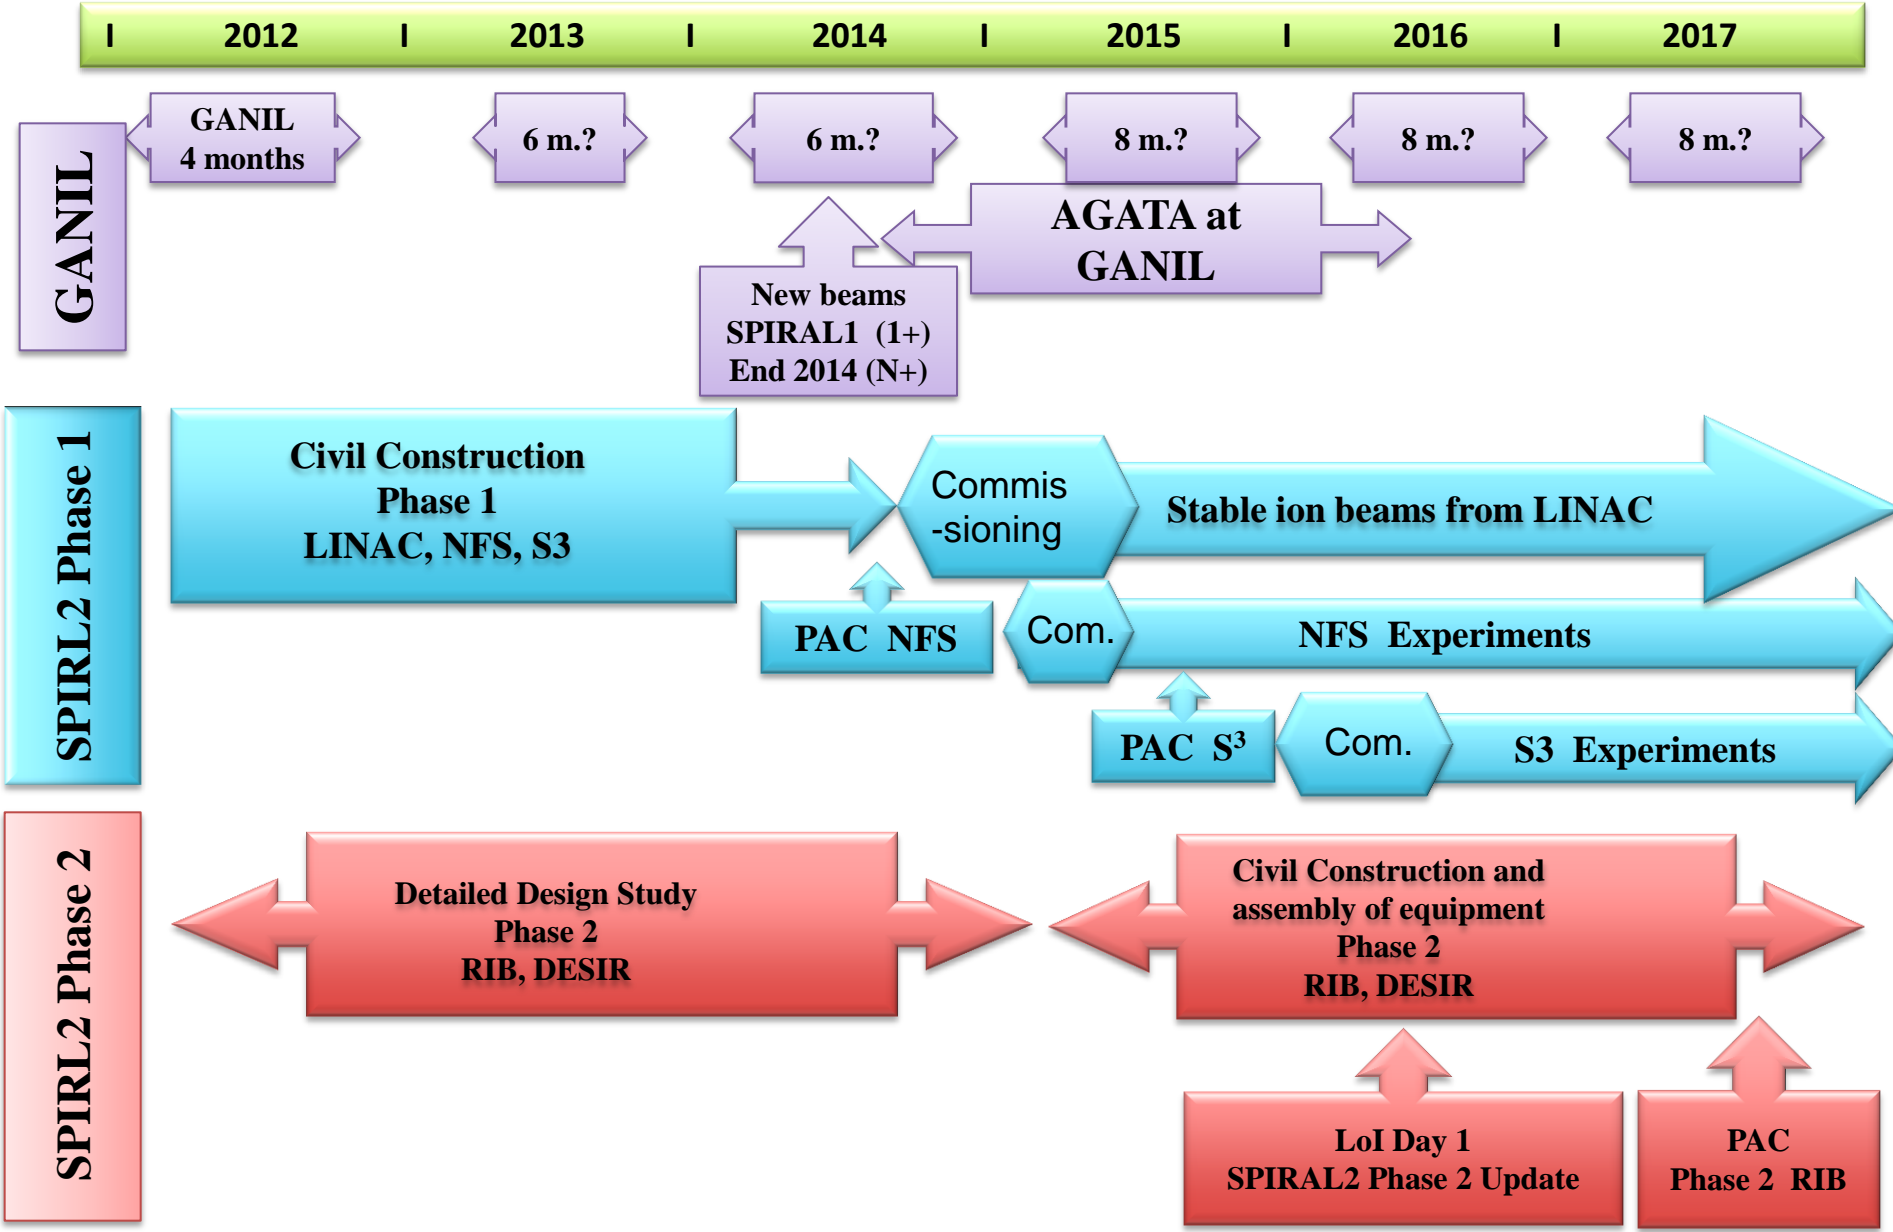 I 2012 I 2013 I 2014 I 2015 I 2016 I 2017
GANIL
GANIL
4 months
6 m.?
6 m.?
8 m.?
8 m.?
8 m.?
AGATA at
GANIL
New beams
SPIRAL1 (1+)
End 2014 (N+)
SPIRL2 Phase 1
Civil Construction
Phase 1
LINAC, NFS, S3
Commis
-sioning
Stable ion beams from LINAC
PAC NFS
Com.
NFS Experiments
PAC S³
Com.
S3 Experiments
SPIRL2 Phase 2
Detailed Design Study
Phase 2
RIB, DESIR
Civil Construction and
assembly of equipment
Phase 2
RIB, DESIR
LoI Day 1
SPIRAL2 Phase 2 Update
PAC
Phase 2 RIB